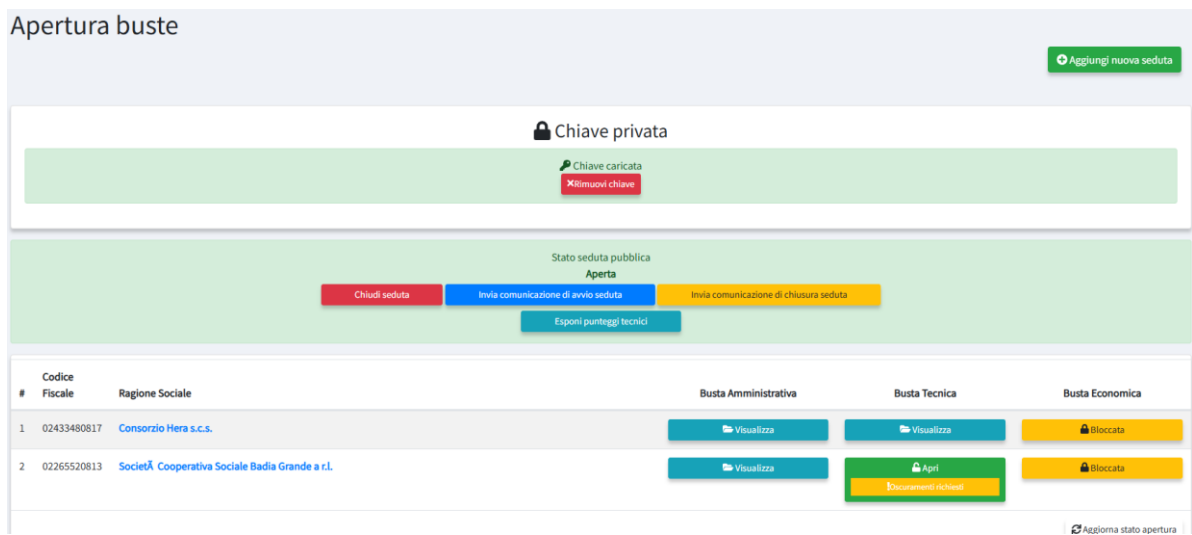 Apertura buste
Aggiungi nuova seduta
Chiave privata
Chiave caricata
Rimuovi chiave
Stato seduta pubblica
Aperta
Chiudi seduta Invia comunicazione di avvio seduta Invia comunicazione di chiusura seduta
Esponi punteggi tecnici
# Codice Fiscale Ragione Sociale Busta Amministrativa Busta Tecnica Busta Economica
1 02433480817 Consorzio Hera s.c.s. Visualizza Visualizza Bloccata
2 02265520813 SocietÃ Cooperativa Sociale Badia Grande a r.l. Visualizza Apri Bloccata
Oscuramenti richiesti
Aggiorna stato apertura